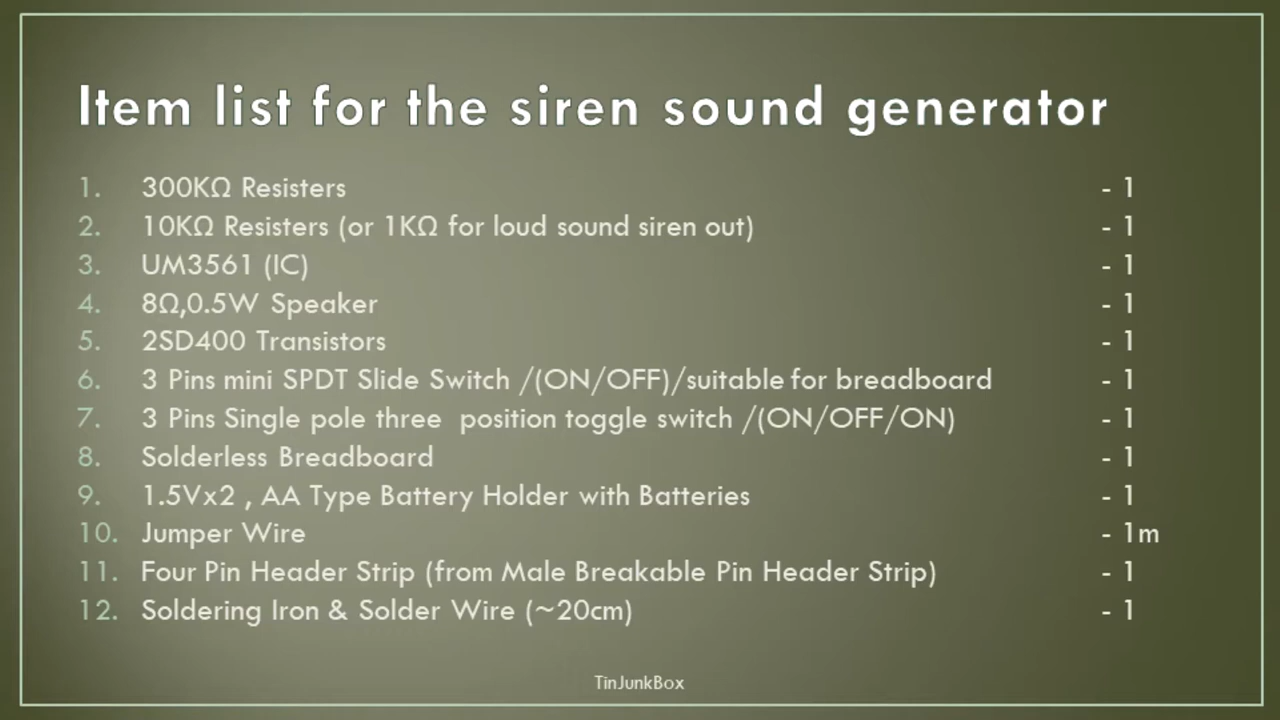 Item list for the siren sound generator
1. 300KΩ Resisters - 1
2. 10KΩ Resisters (or 1KΩ for loud sound siren out) - 1
3. UM3561 (IC) - 1
4. 8Ω,0.5W Speaker - 1
5. 2SD400 Transistors - 1
6. 3 Pins mini SPDT Slide Switch /(ON/OFF)/suitable for breadboard - 1
7. 3 Pins Single pole three position toggle switch /(ON/OFF/ON) - 1
8. Solderless Breadboard - 1
9. 1.5Vx2 , AA Type Battery Holder with Batteries - 1
10. Jumper Wire - 1m
11. Four Pin Header Strip (from Male Breakable Pin Header Strip) - 1
12. Soldering Iron & Solder Wire (~20cm) - 1
TinJunkBox